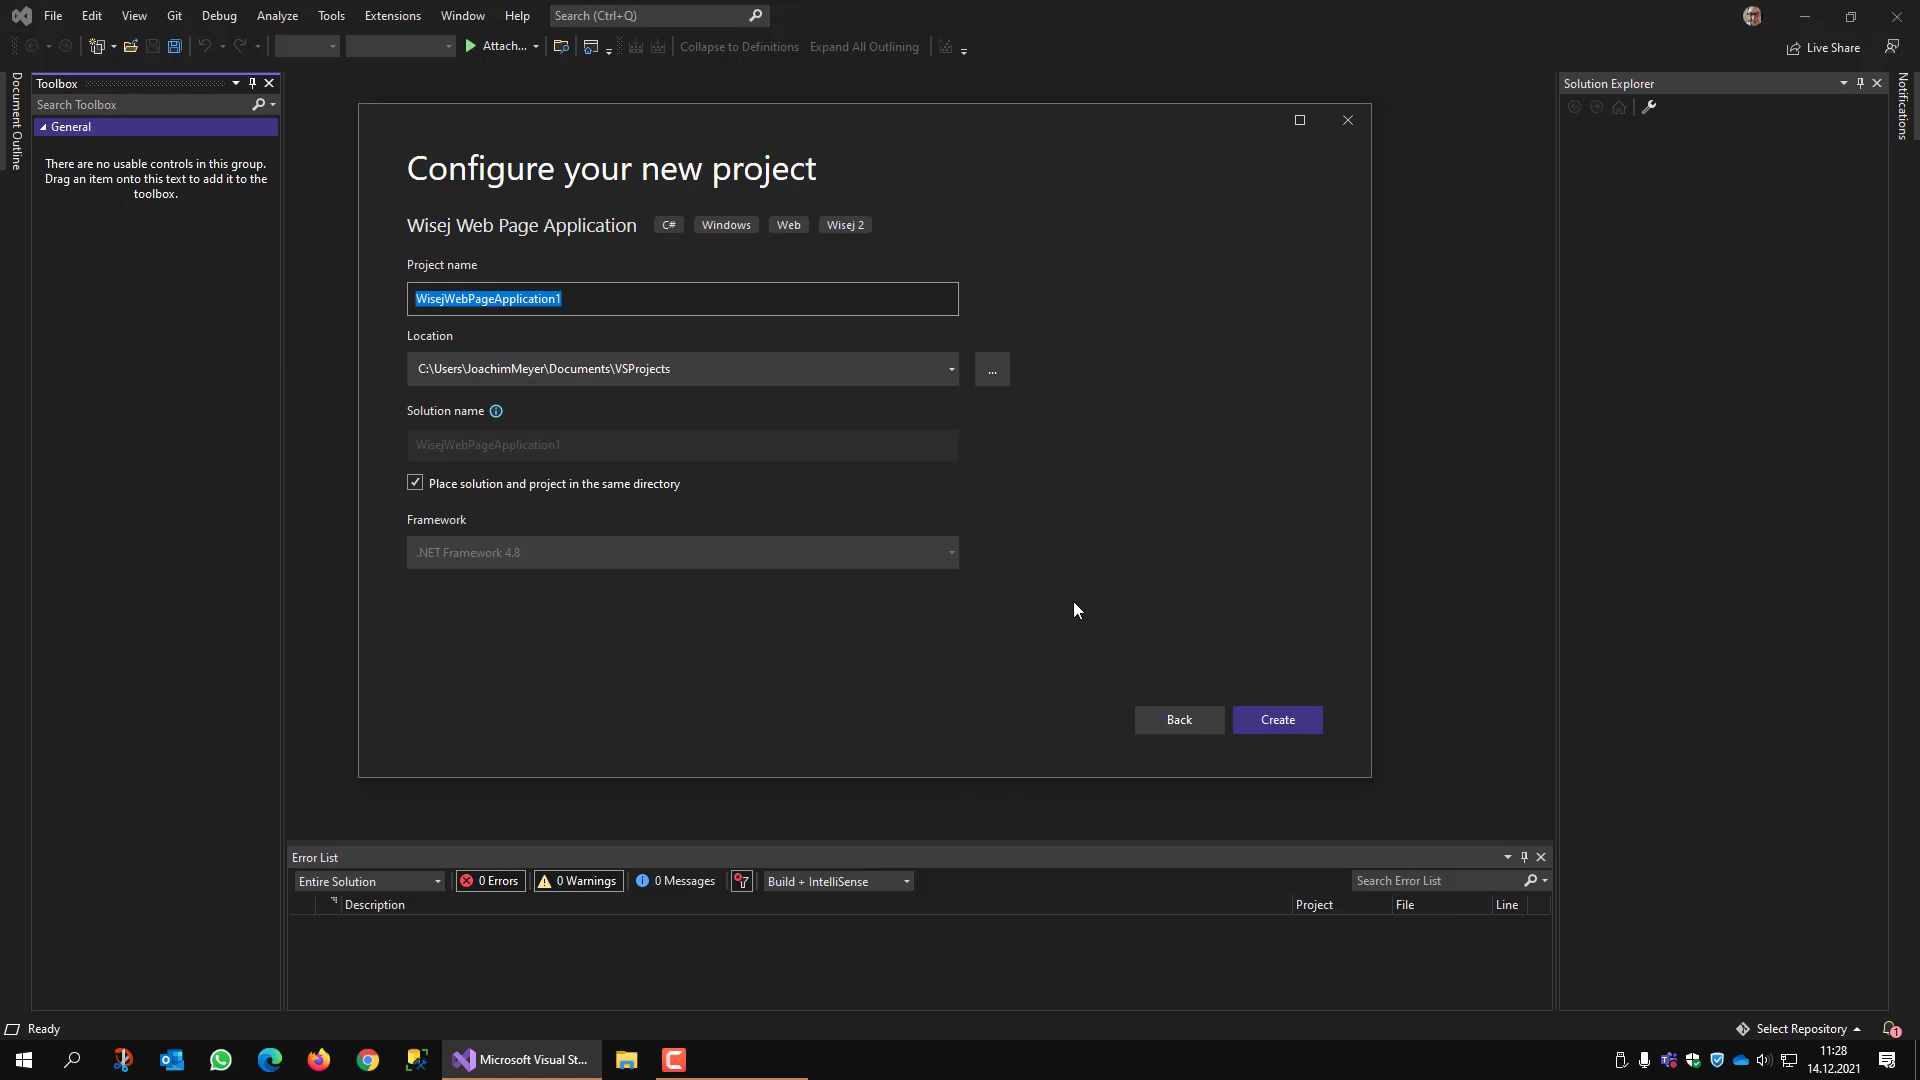 File Edit View Git Debug Analyze Tools Extensions Window Help Search (Ctrl+Q)
Attach... Collapse to Definitions Expand All Outlining Live Share
Document Outline
Toolbox
Search Toolbox
General
There are no usable controls in this group.
Drag an item onto this text to add it to the
toolbox.
Configure your new project
Wisej Web Page Application C# Windows Web Wisej 2
Project name
WisejWebPageApplication1
Location
C:\Users\JoachimMeyer\Documents\VSProjects
...
Solution name
WisejWebPageApplication1
Place solution and project in the same directory
Framework
.NET Framework 4.8
Back Create
Solution Explorer
Notifications
Error List
Entire Solution 0 Errors 0 Warnings 0 Messages Build + IntelliSense Search Error List
Description Project File Line
Ready Select Repository 1
Microsoft Visual St...
11:28
14.12.2021